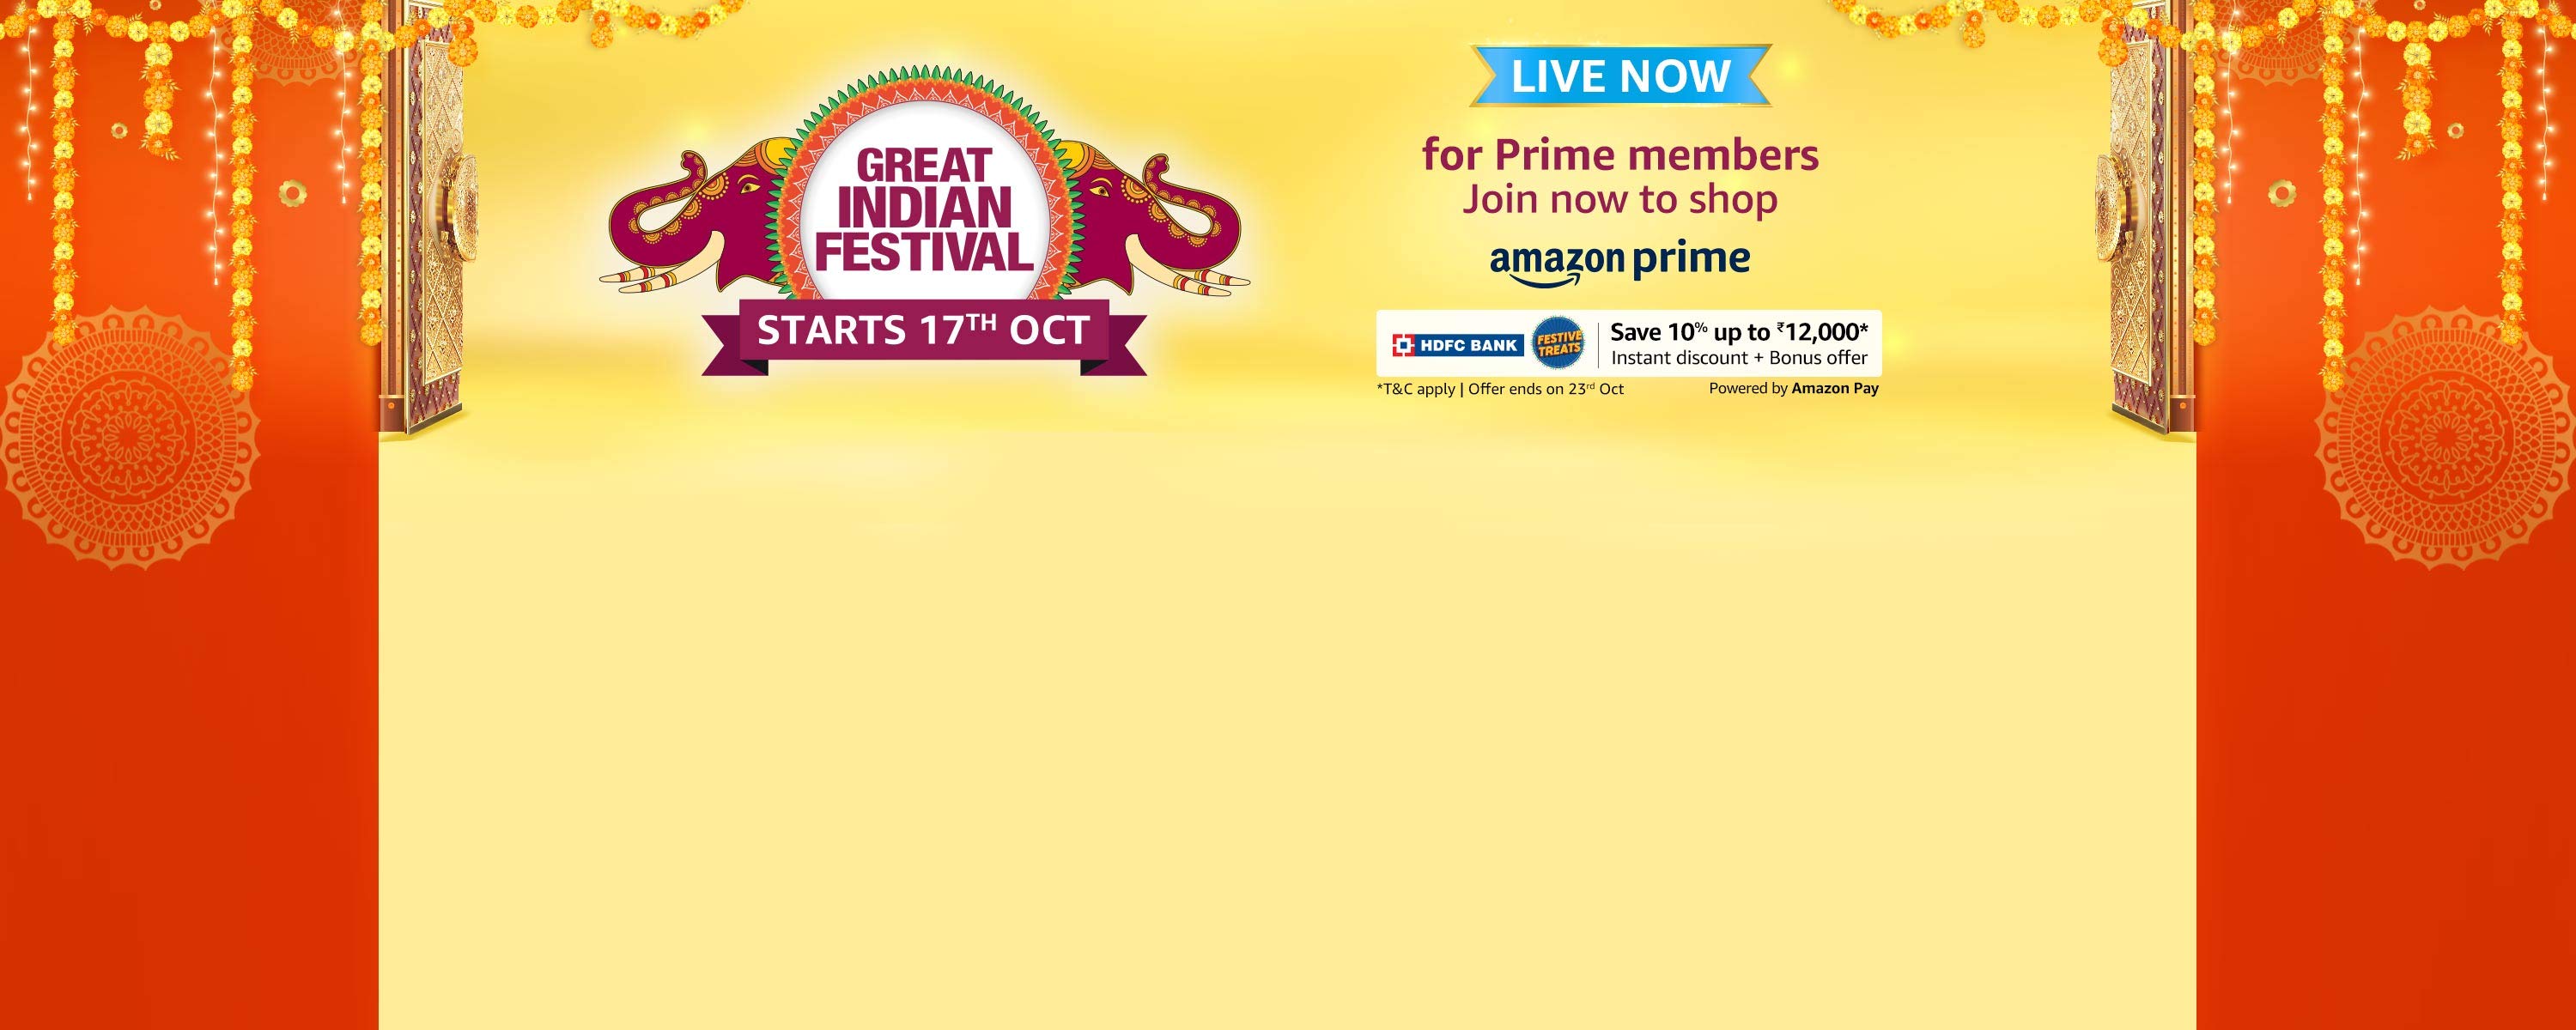 GREAT
INDIAN
FESTIVAL
STARTS 17TH OCT
LIVE NOW
for Prime members
Join now to shop
amazon prime
HDFC BANK
FESTIVE
TREATS
Save 10% up to ₹12,000*
Instant discount + Bonus offer
*T&C apply | Offer ends on 23rd Oct
Powered by Amazon Pay